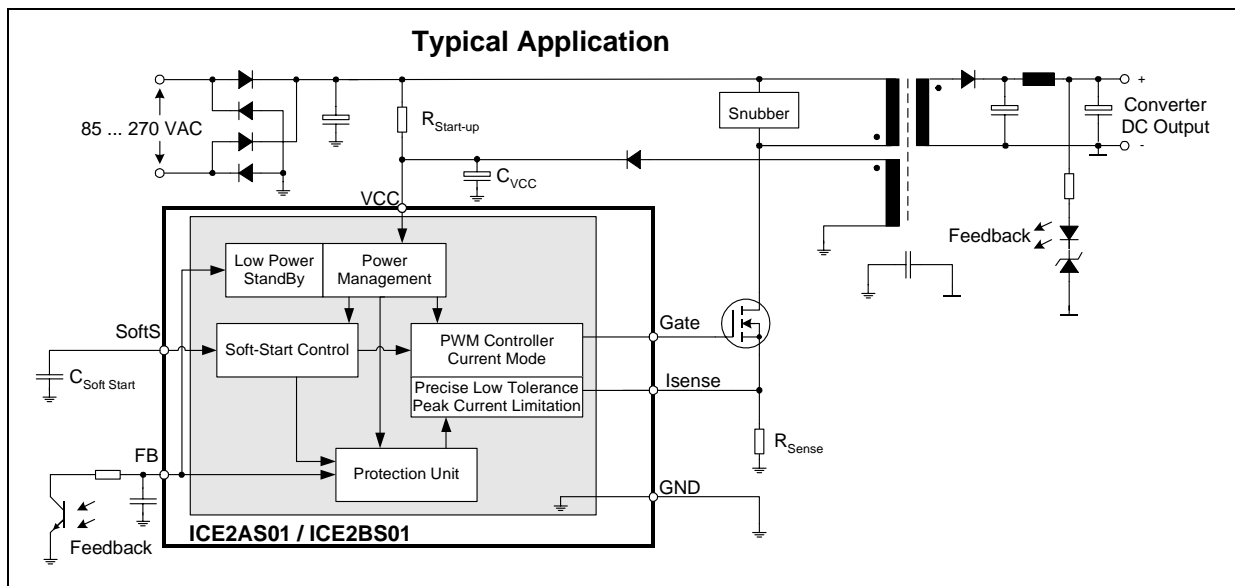 Typical Application
85 ... 270 VAC
RStart-up
Snubber
+
Converter
DC Output
-
CVCC
VCC
Feedback
Low Power
StandBy
Power
Management
SoftS
Soft-Start Control
PWM Controller
Current Mode
Gate
CSoft Start
Precise Low Tolerance
Peak Current Limitation
Isense
RSense
FB
Protection Unit
GND
Feedback
ICE2AS01 / ICE2BS01